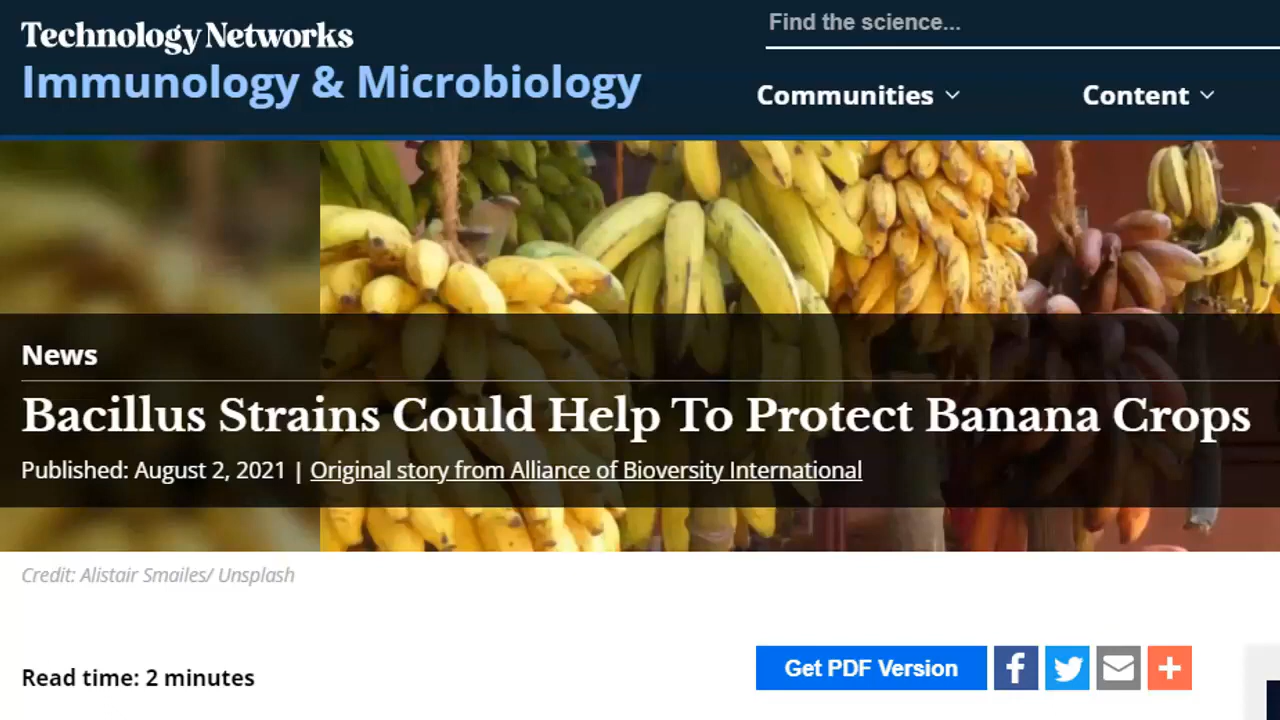 Technology Networks
Immunology & Microbiology
Find the science...
Communities
Content
News
Bacillus Strains Could Help To Protect Banana Crops
Published: August 2, 2021 | Original story from Alliance of Bioversity International
Credit: Alistair Smailes/ Unsplash
Read time: 2 minutes
Get PDF Version